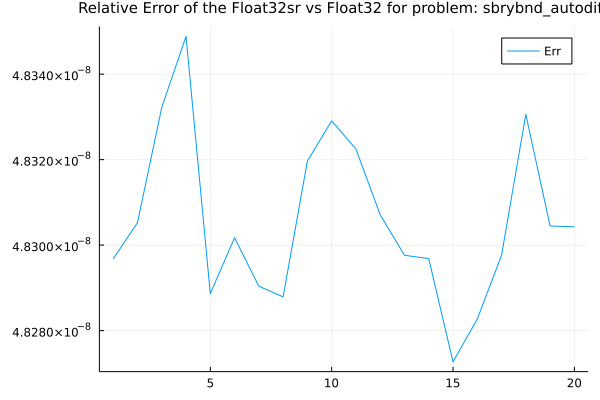 Relative Error of the Float32sr vs Float32 for problem: sbrybnd_autodif
Err
4.8340×10⁻⁸
4.8320×10⁻⁸
4.8300×10⁻⁸
4.8280×10⁻⁸
5 10 15 20